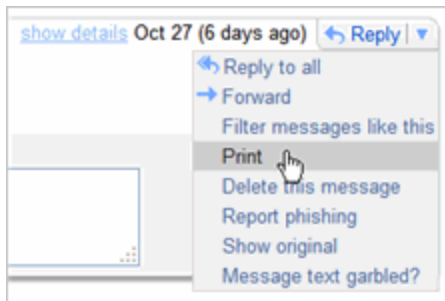 show details Oct 27 (6 days ago) Reply
Reply to all
Forward
Filter messages like this
Print
Delete this message
Report phishing
Show original
Message text garbled?